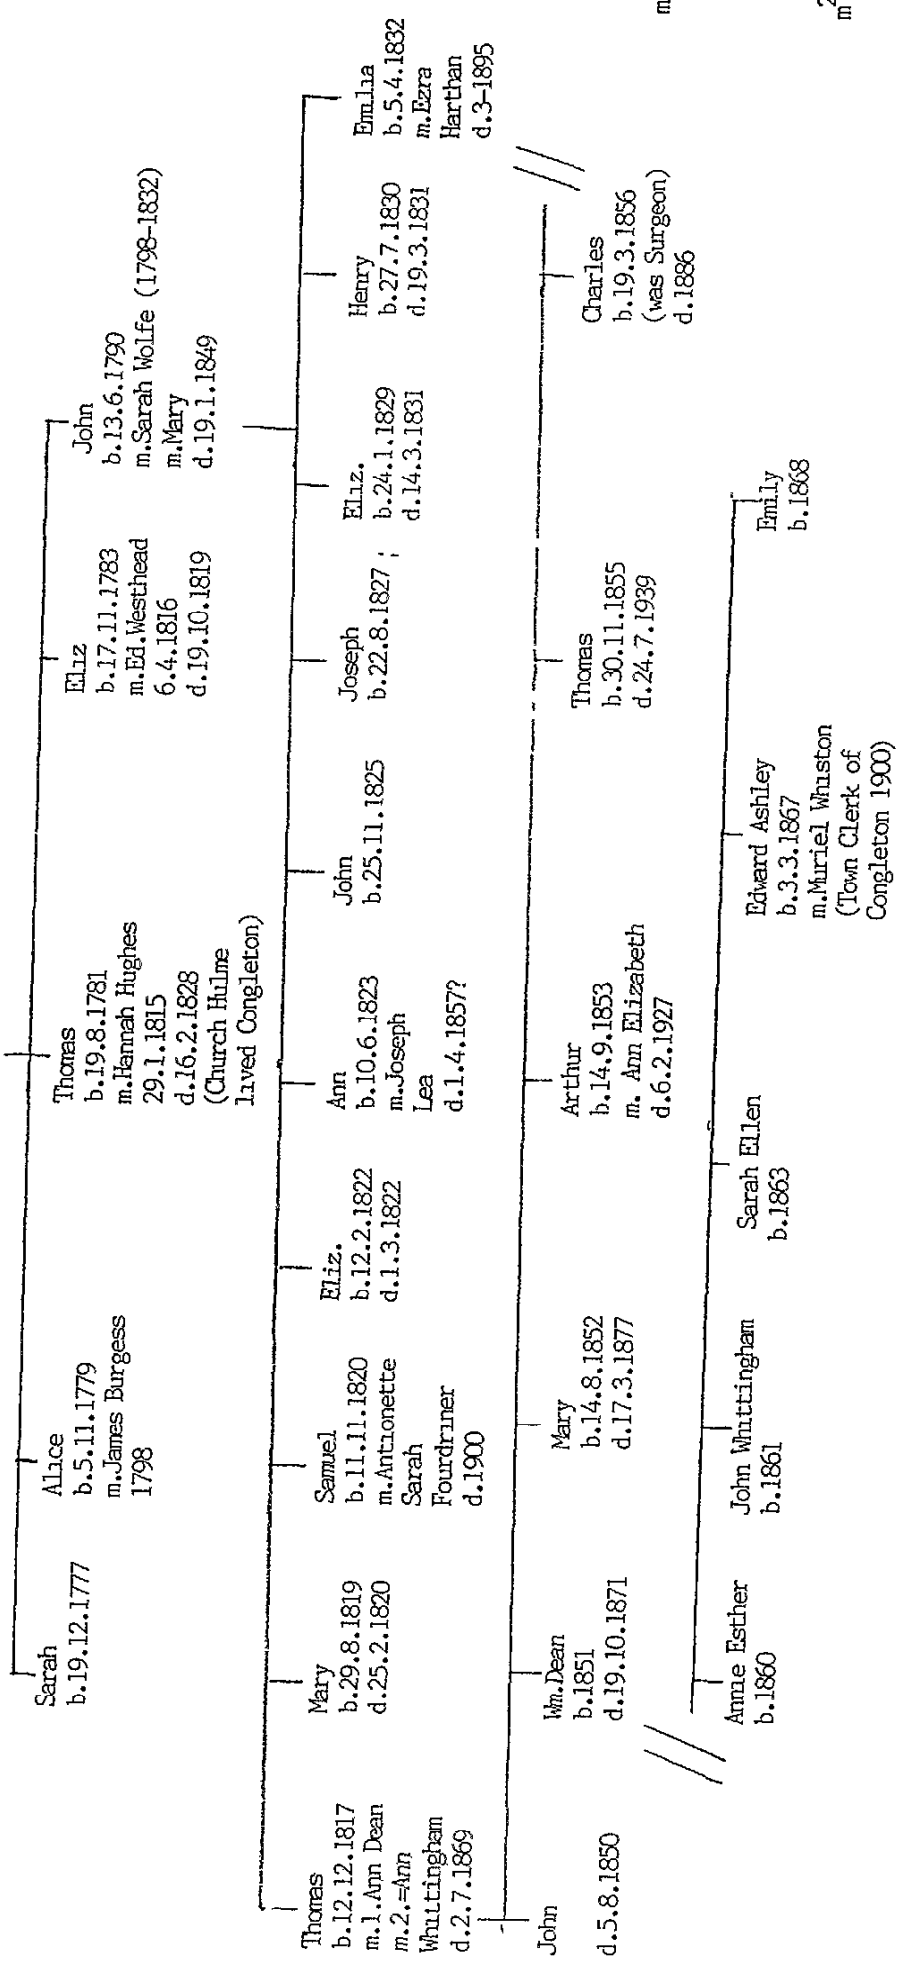 Sarah
b.19.12.1777
Alice
b.5.11.1779
m.James Burgess
1798
Thomas
b.19.8.1781
m.Hannah Hughes
29.1.1815
d.16.2.1828
(Church Hulme
lived Congleton)
Eliz
b.17.11.1783
m.Ed.Westhead
6.4.1816
d.19.10.1819
John
b.13.6.1790
m.Sarah Wolfe (1798-1832)
m.Mary
d.19.1.1849
Thomas
b.12.12.1817
m.1.Ann Dean
m.2.=Ann
Whittingham
d.2.7.1869
Mary
b.29.8.1819
d.25.2.1820
Samuel
b.11.11.1820
m.Antionette
Sarah
Fourdriner
d.1900
Eliz.
b.12.2.1822
d.1.3.1822
Ann
b.10.6.1823
m.Joseph
Lea
d.1.4.1857?
John
b.25.11.1825
Joseph
b.22.8.1827
Eliz.
b.24.1.1829
d.14.3.1831
Henry
b.27.7.1830
d.19.3.1831
Emilia
b.5.4.1832
m.Ezra
Harthan
d.3-1895
John
d.5.8.1850
Wm.Dean
b.1851
d.19.10.1871
Mary
b.14.8.1852
d.17.3.1877
Arthur
b.14.9.1853
m. Ann Elizabeth
d.6.2.1927
Thomas
b.30.11.1855
d.24.7.1939
Charles
b.19.3.1856
(was Surgeon)
d.1886
Annie Esther
b.1860
John Whittingham
b.1861
Sarah Ellen
b.1863
Edward Ashley
b.3.3.1867
m.Muriel Whiston
(Town Clerk of
Congleton 1900)
Emily
b.1868
m
m2